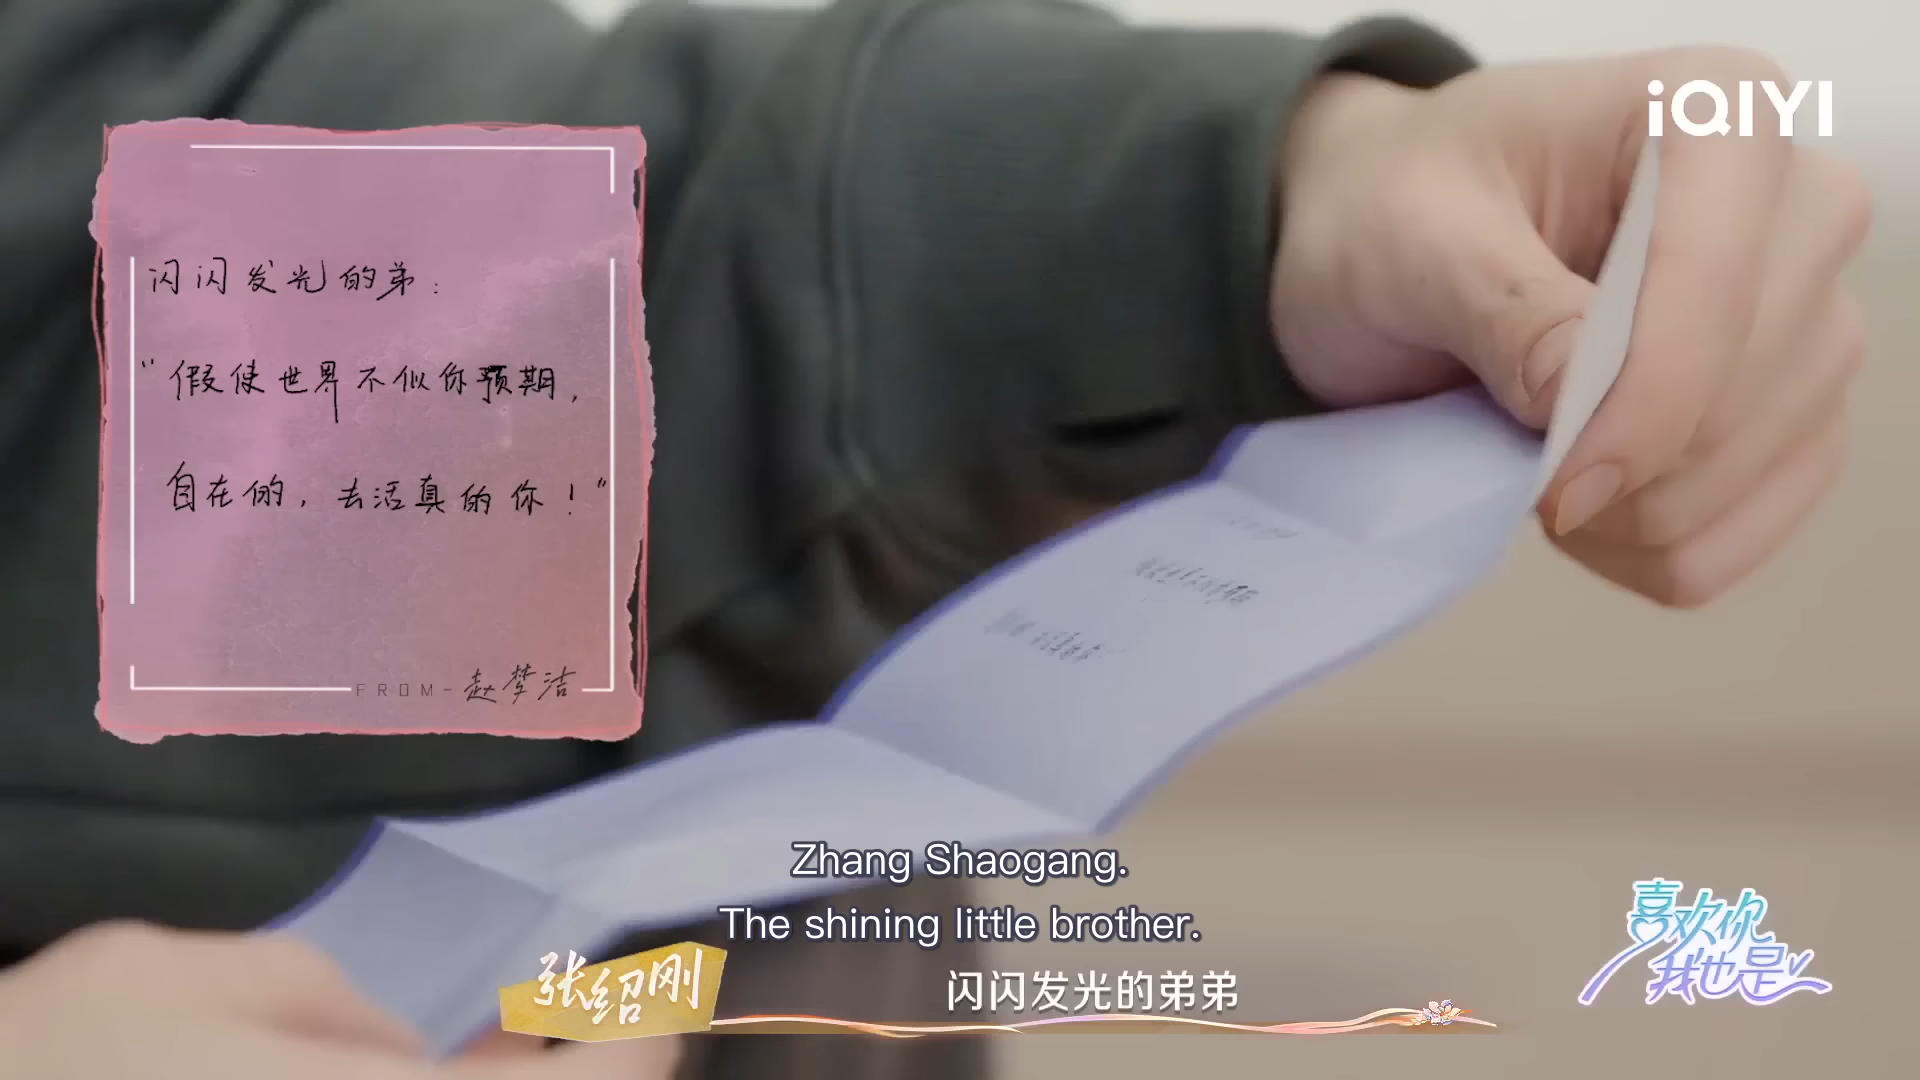 iQIYI
闪闪发光的弟:
“假使世界不似你预期,
自在的,去活真的你!”
FROM-赵梦洁
Zhang Shaogang.
The shining little brother.
张绍刚
闪闪发光的弟弟
喜欢你
我也是